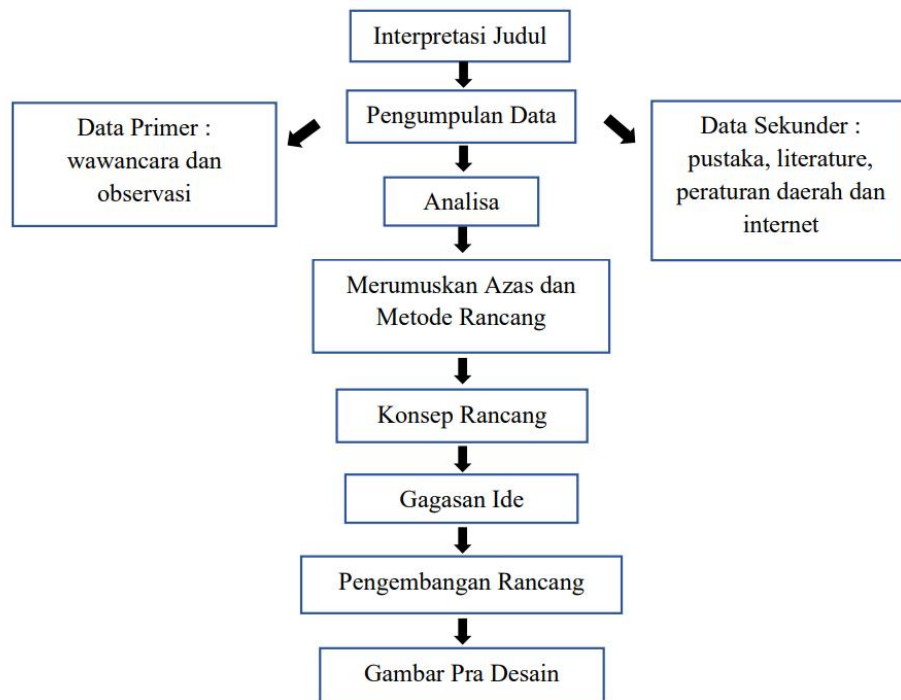 Interpretasi Judul
Pengumpulan Data
Data Primer :
wawancara dan
observasi
Data Sekunder :
pustaka, literature,
peraturan daerah dan
internet
Analisa
Merumuskan Azas dan
Metode Rancang
Konsep Rancang
Gagasan Ide
Pengembangan Rancang
Gambar Pra Desain